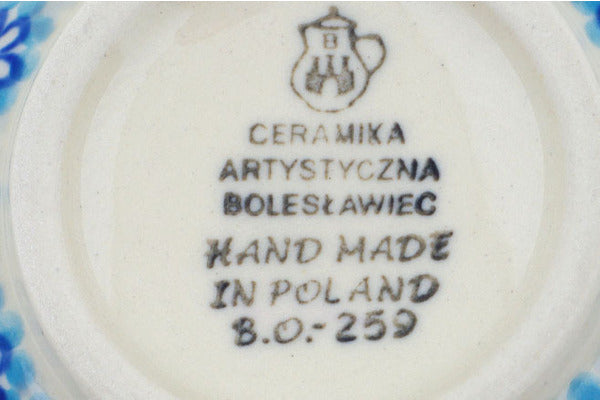 B
CERAMIKA
ARTYSTYCZNA
BOLESŁAWIEC
HAND MADE
IN POLAND
B.O.-259